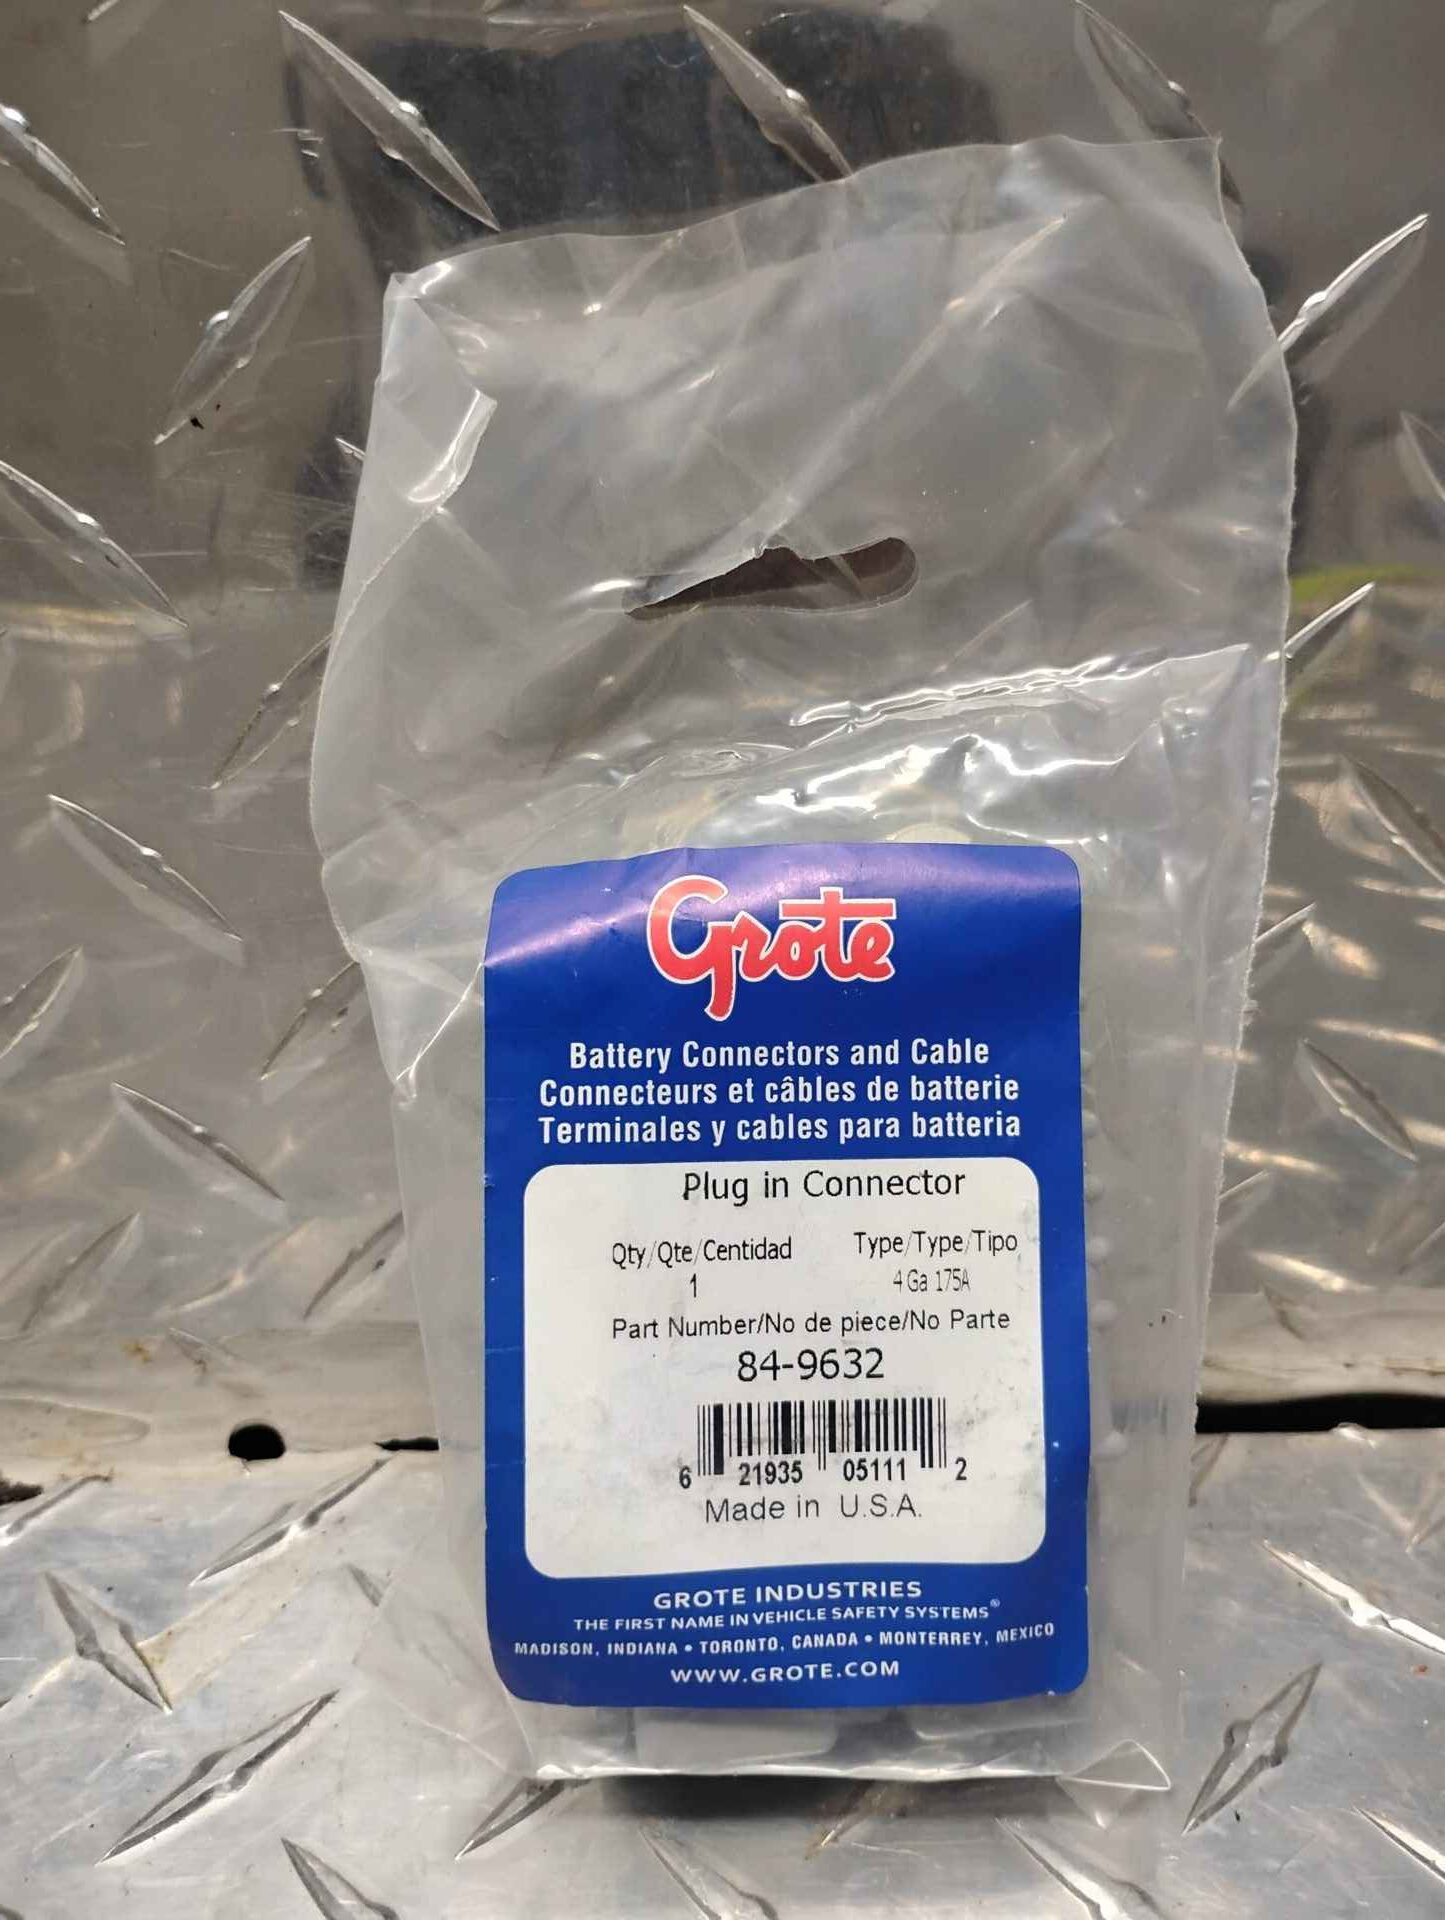 Grote
Battery Connectors and Cable
Connecteurs et câbles de batterie
Terminales y cables para batteria
Plug in Connector
Qty/Qte/Centidad Type/Type/Tipo
1 4 Ga 175A
Part Number/No de piece/No Parte
84-9632
6 21935 05111 2
Made in U.S.A.
GROTE INDUSTRIES
THE FIRST NAME IN VEHICLE SAFETY SYSTEMS®
MADISON, INDIANA • TORONTO, CANADA • MONTERREY, MEXICO
WWW.GROTE.COM